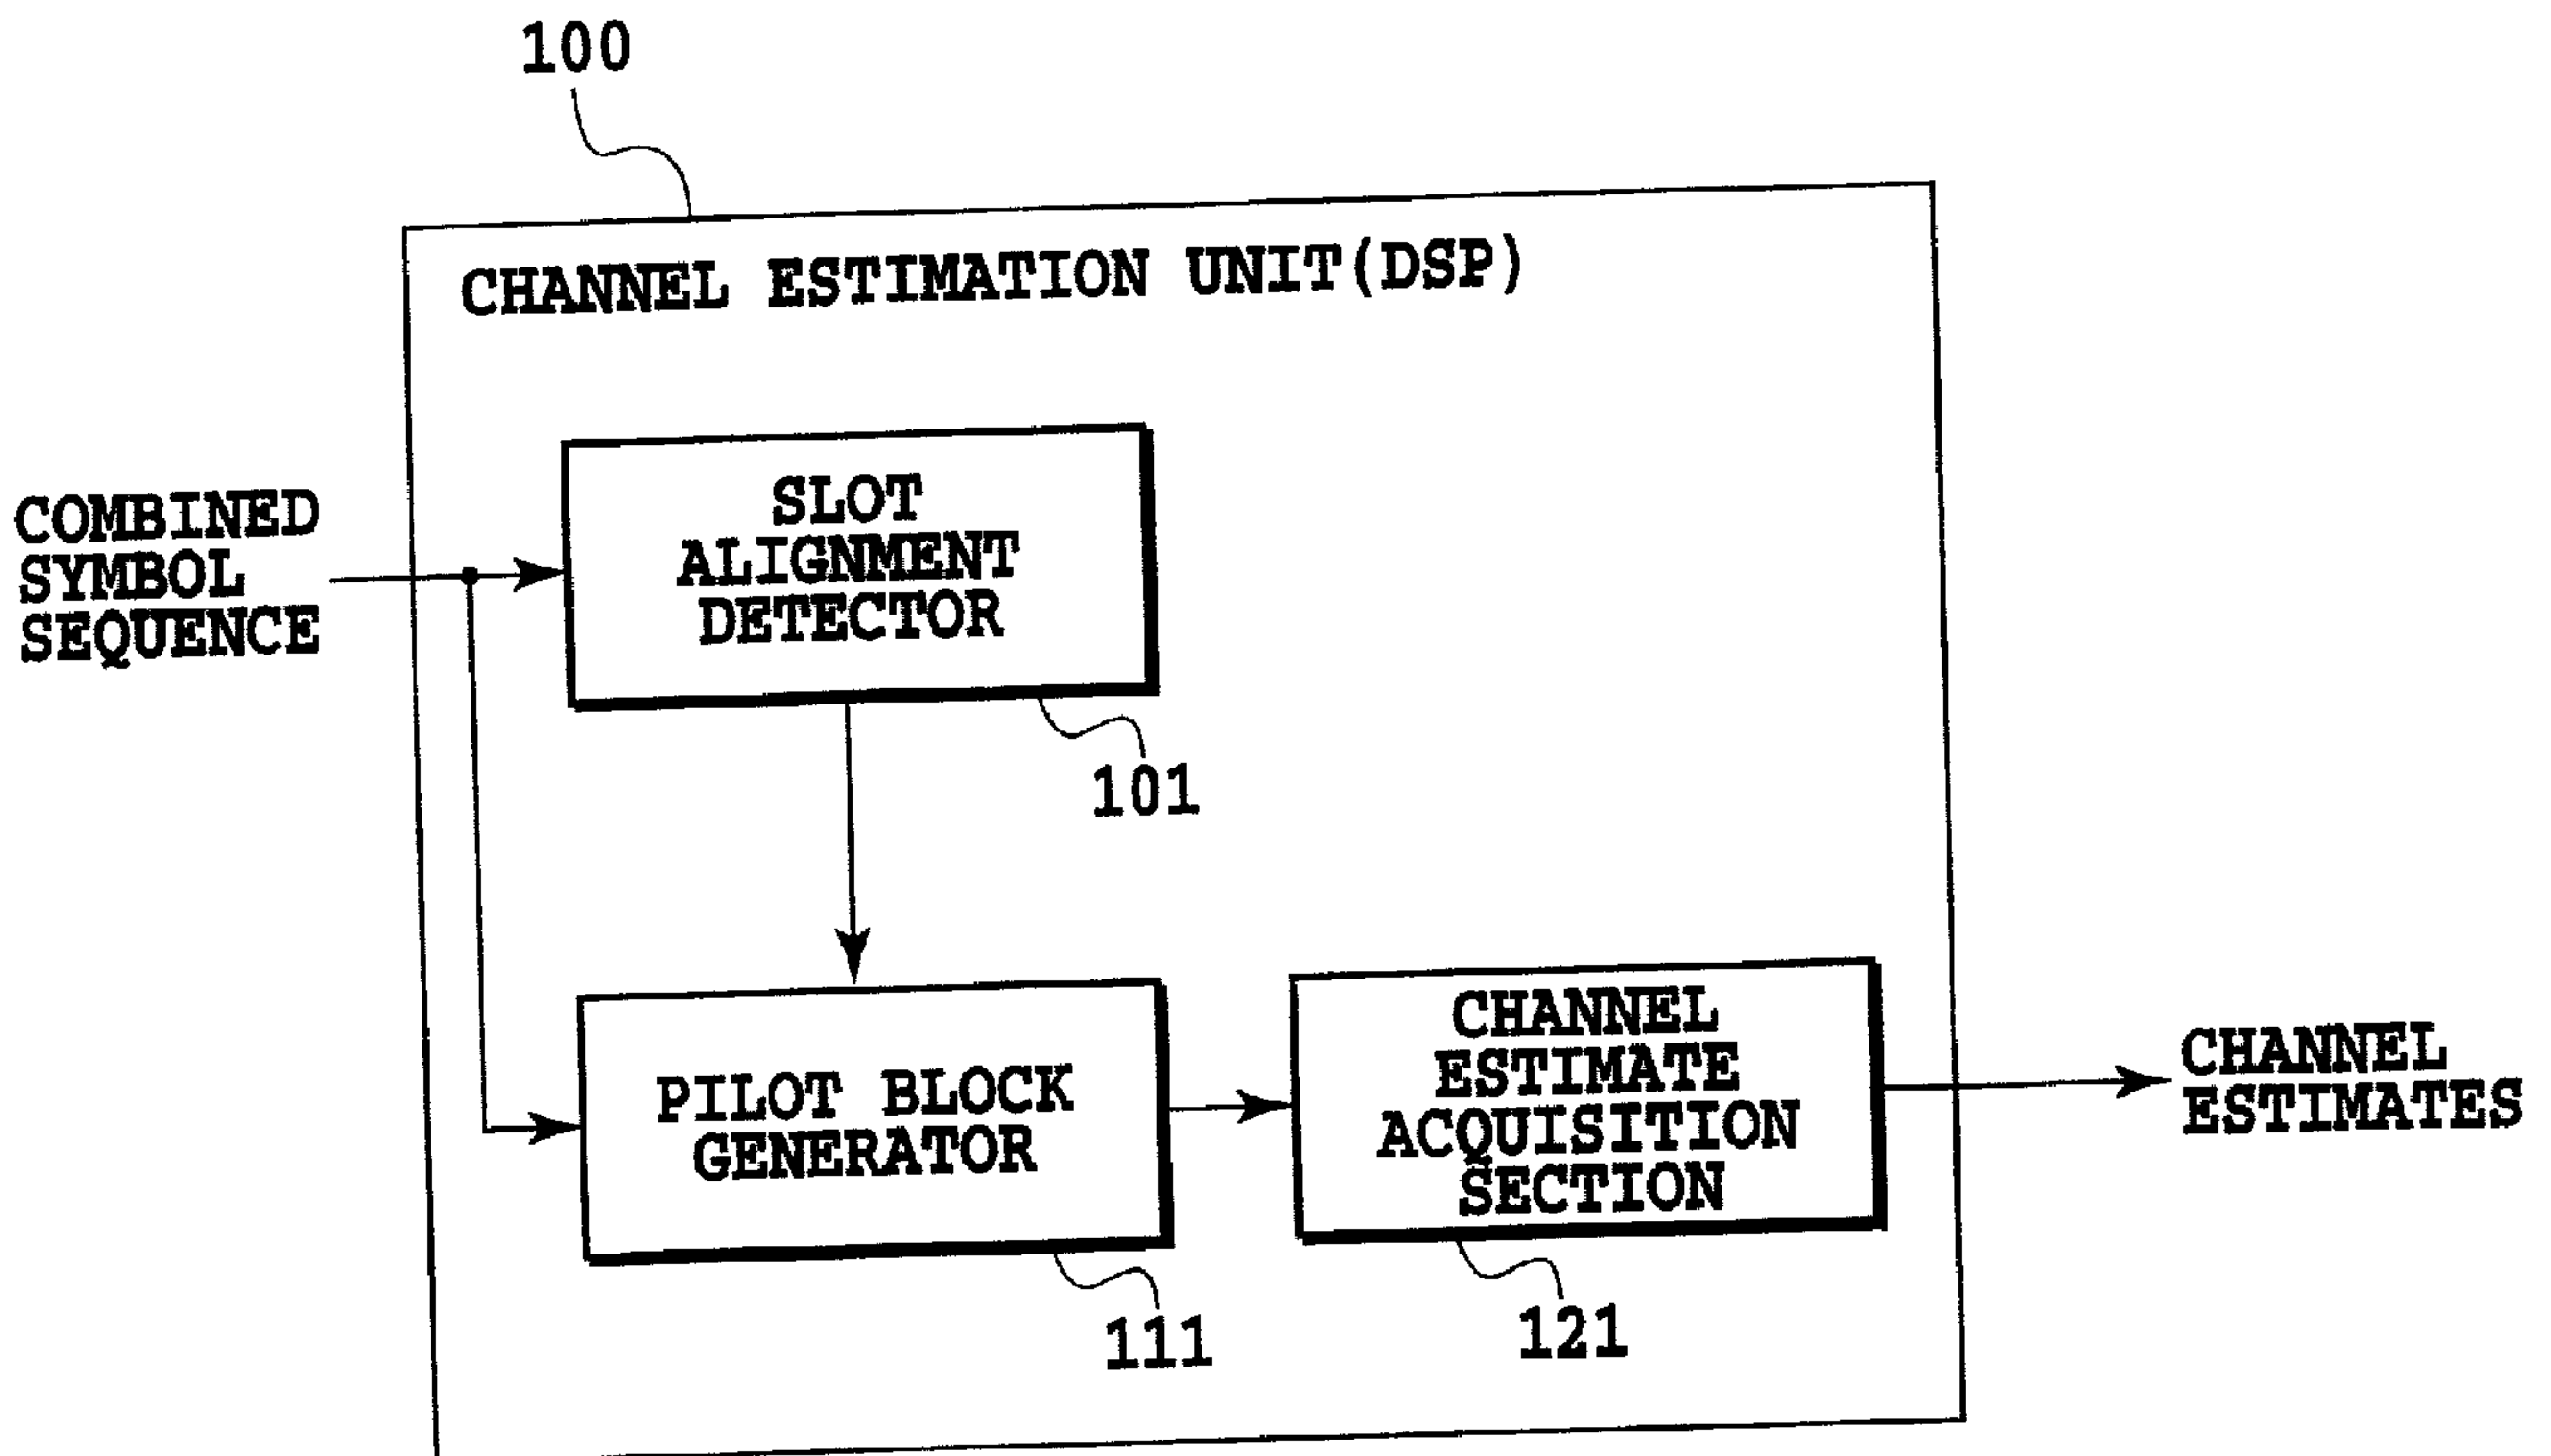 100
CHANNEL ESTIMATION UNIT(DSP)
COMBINED
SYMBOL
SEQUENCE
SLOT
ALIGNMENT
DETECTOR
101
PILOT BLOCK
GENERATOR
111
CHANNEL
ESTIMATE
ACQUISITION
SECTION
121
CHANNEL
ESTIMATES